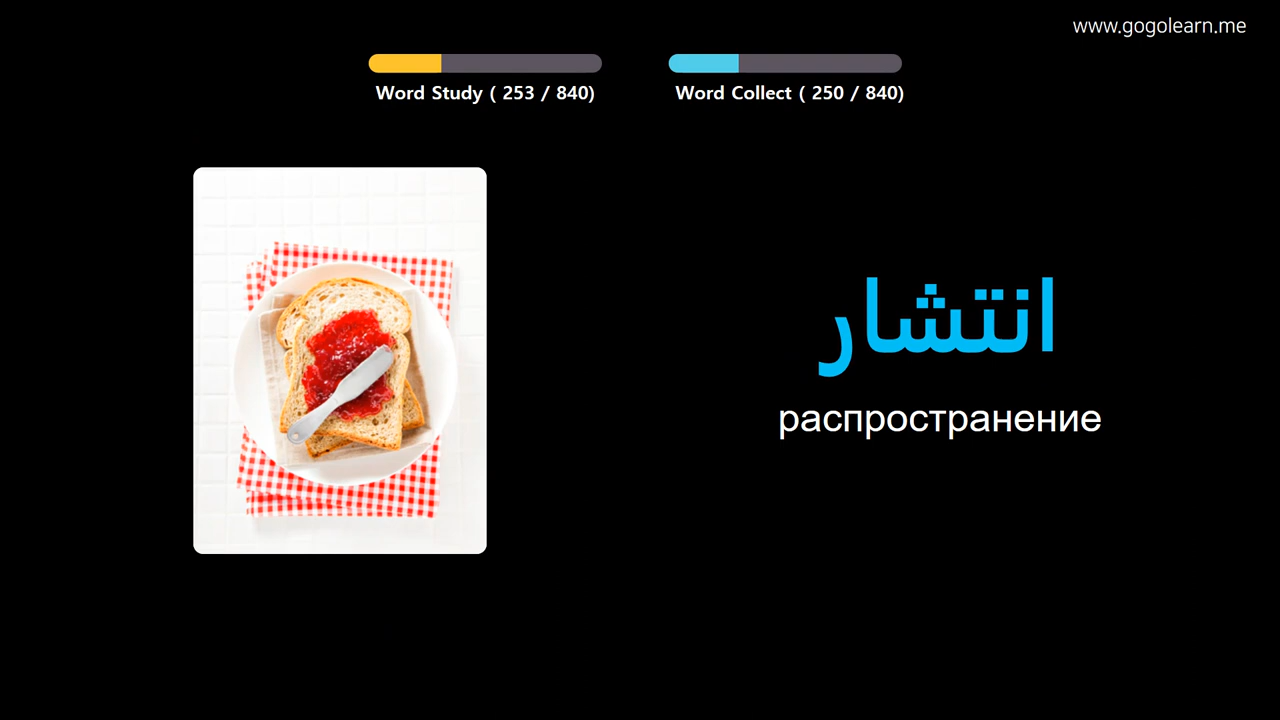 www.gogolearn.me
Word Study ( 253 / 840)
Word Collect ( 250 / 840)
انتشار
распространение